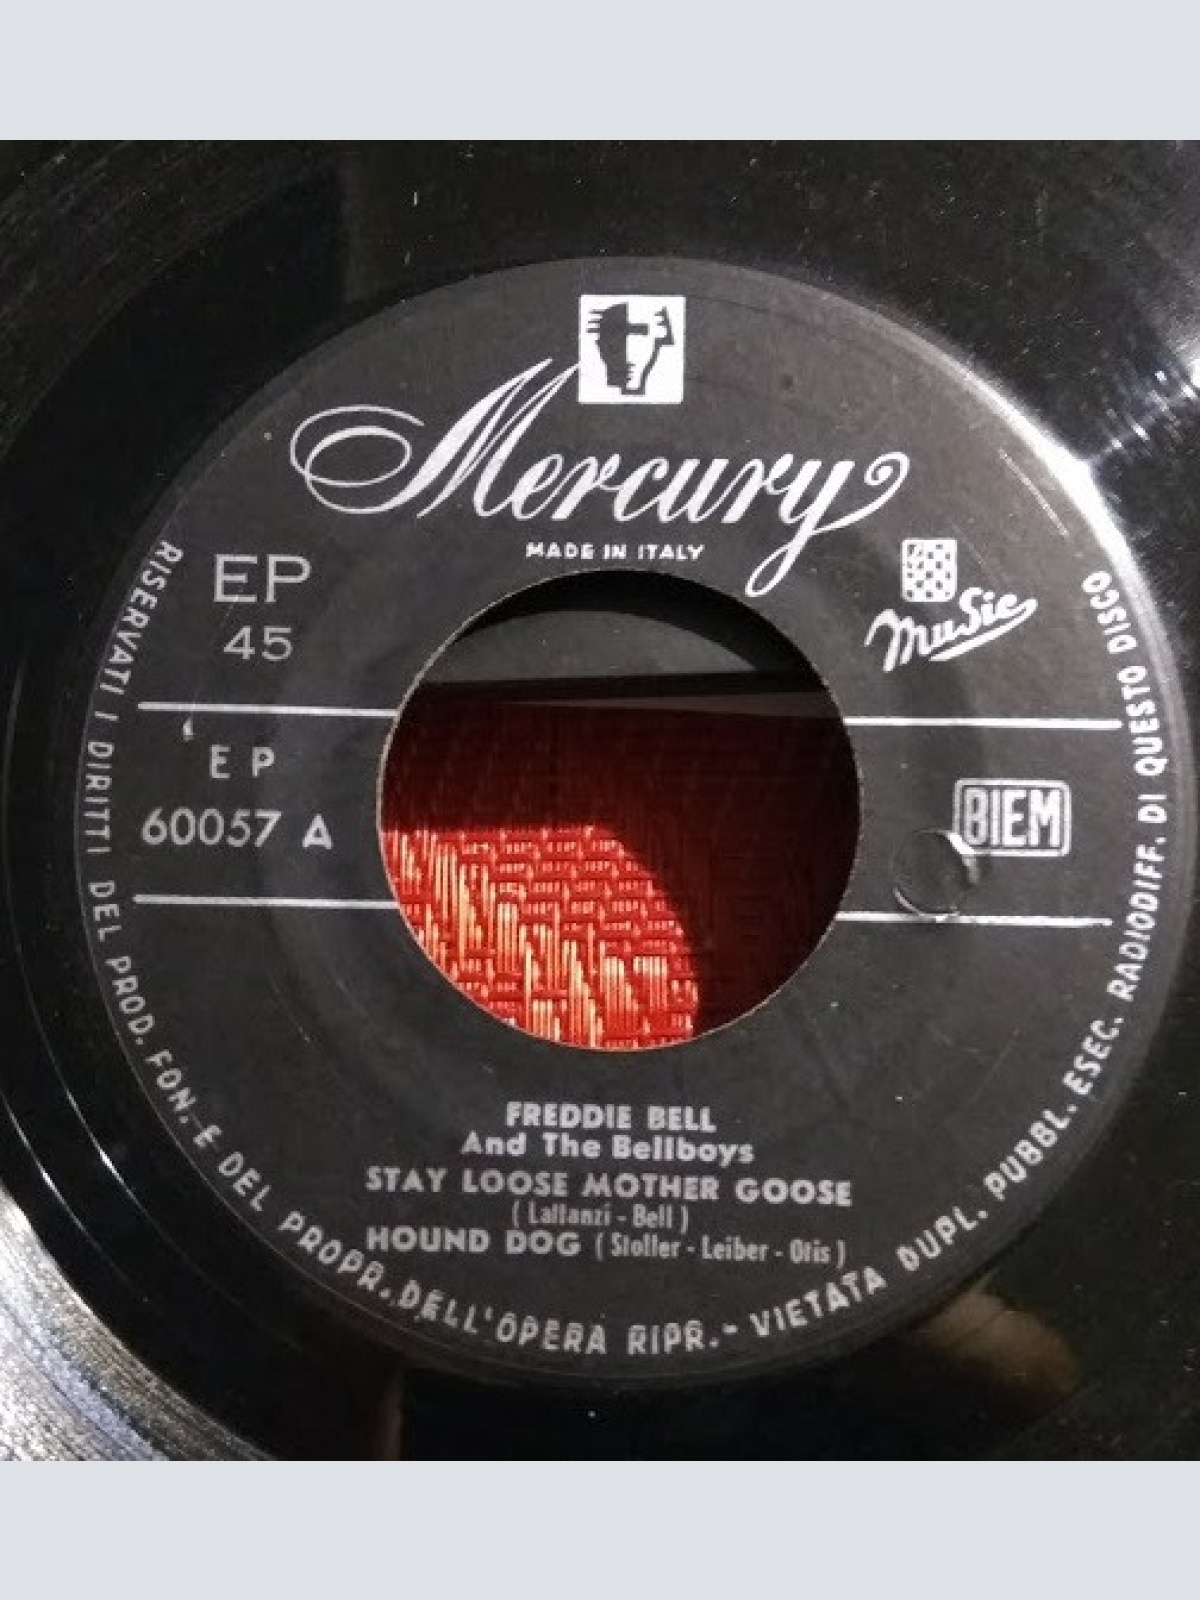 Mercury
MADE IN ITALY
EP
45
Music
EP
60057 A
BIEM
FREDDIE BELL
And The Bellboys
STAY LOOSE MOTHER GOOSE
( Lattanzi - Bell )
HOUND DOG ( Stoller - Leiber - Otis )
RISERVATI I DIRITTI DEL PROD. FON. E DEL PROPR. DELL'OPERA RIPR. - VIETATA DUPL. PUBBL. ESEC. RADIODIFF. DI QUESTO DISCO